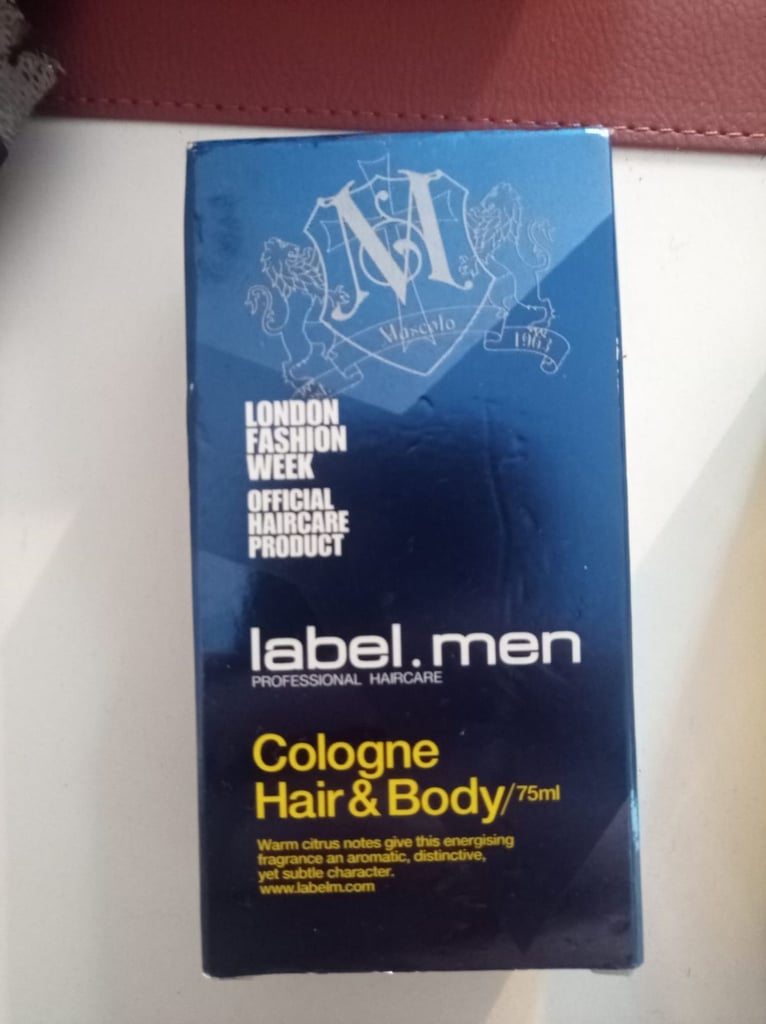 M
Mascolo
1963
LONDON
FASHION
WEEK
OFFICIAL
HAIRCARE
PRODUCT
label.men
PROFESSIONAL HAIRCARE
Cologne
Hair & Body/75ml
Warm citrus notes give this energising
fragrance an aromatic, distinctive,
yet subtle character.
www.labelm.com